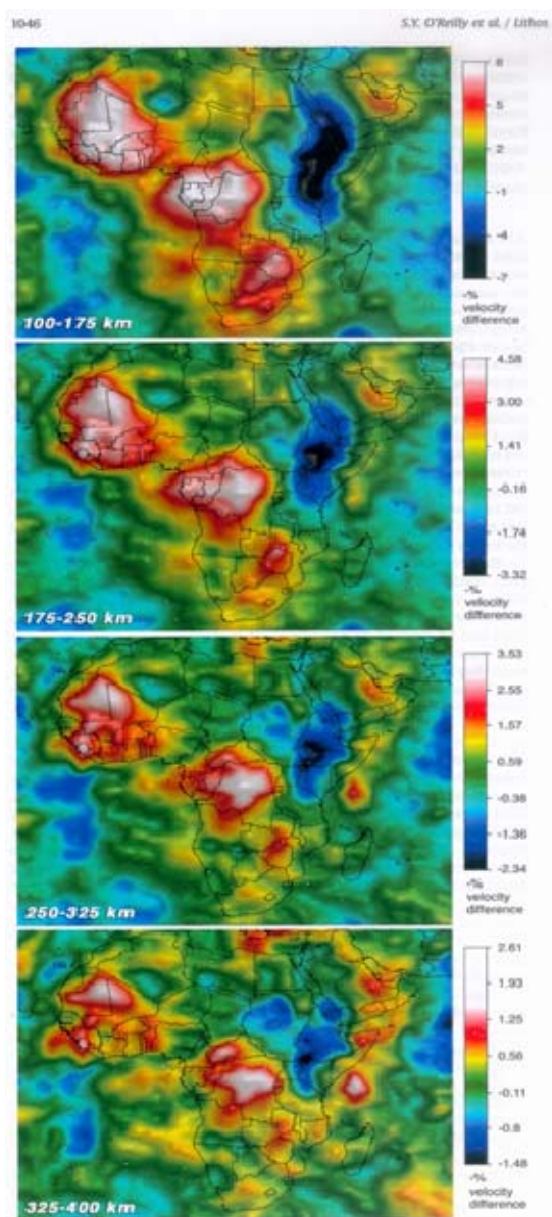 1046
S.Y. O'Reilly et al. / Lithos
8
5
2
-1
-4
-7
-%
velocity
difference
100-175 km
4.58
3.00
1.41
-0.16
-1.74
-3.32
-%
velocity
difference
175-250 km
3.53
2.55
1.57
0.59
-0.38
-1.36
-2.34
-%
velocity
difference
250-325 km
2.61
1.93
1.25
0.56
-0.11
-0.8
-1.48
-%
velocity
difference
325-400 km